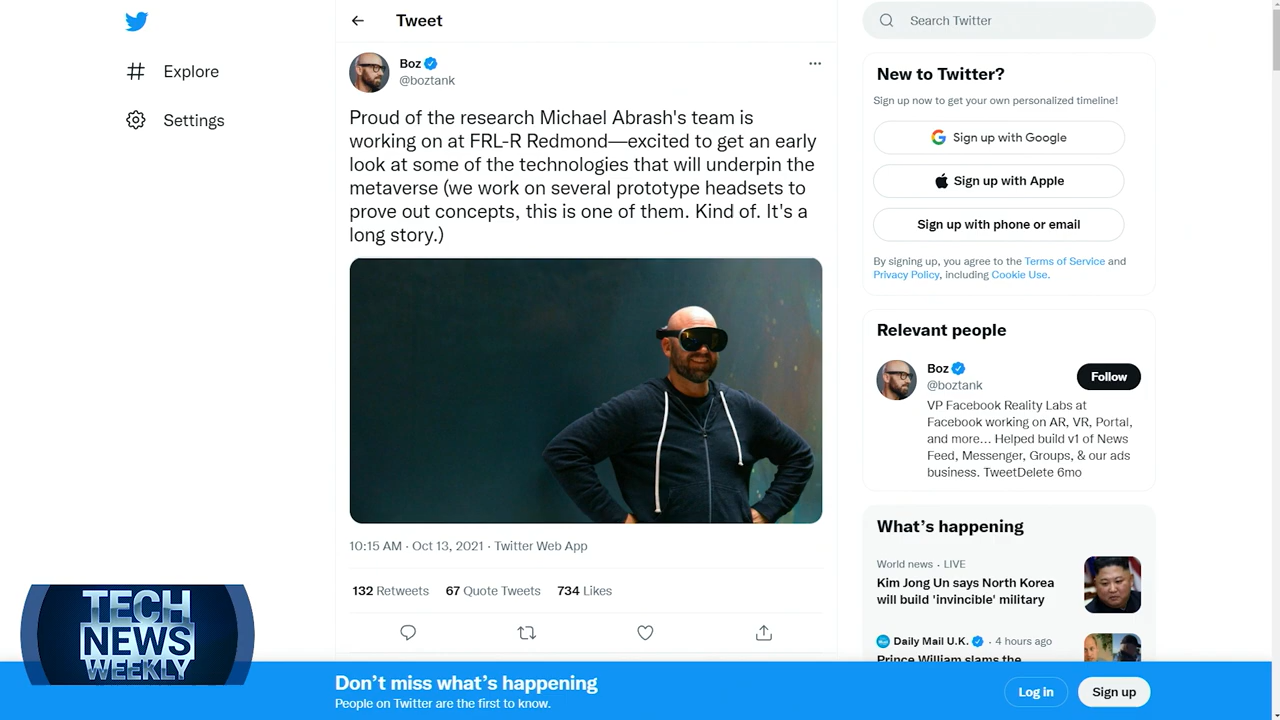 Explore
Settings
Tweet
Boz
@boztank
Proud of the research Michael Abrash's team is
working on at FRL-R Redmond—excited to get an early
look at some of the technologies that will underpin the
metaverse (we work on several prototype headsets to
prove out concepts, this is one of them. Kind of. It's a
long story.)
10:15 AM · Oct 13, 2021 · Twitter Web App
132 Retweets 67 Quote Tweets 734 Likes
Search Twitter
New to Twitter?
Sign up now to get your own personalized timeline!
Sign up with Google
Sign up with Apple
Sign up with phone or email
By signing up, you agree to the Terms of Service and
Privacy Policy, including Cookie Use.
Relevant people
Boz
@boztank
Follow
VP Facebook Reality Labs at
Facebook working on AR, VR, Portal,
and more... Helped build v1 of News
Feed, Messenger, Groups, & our ads
business. TweetDelete 6mo
What's happening
World news · LIVE
Kim Jong Un says North Korea
will build 'invincible' military
Daily Mail U.K. · 4 hours ago
Prince William slams the
TECH
NEWS
WEEKLY
Don't miss what's happening
People on Twitter are the first to know.
Log in
Sign up